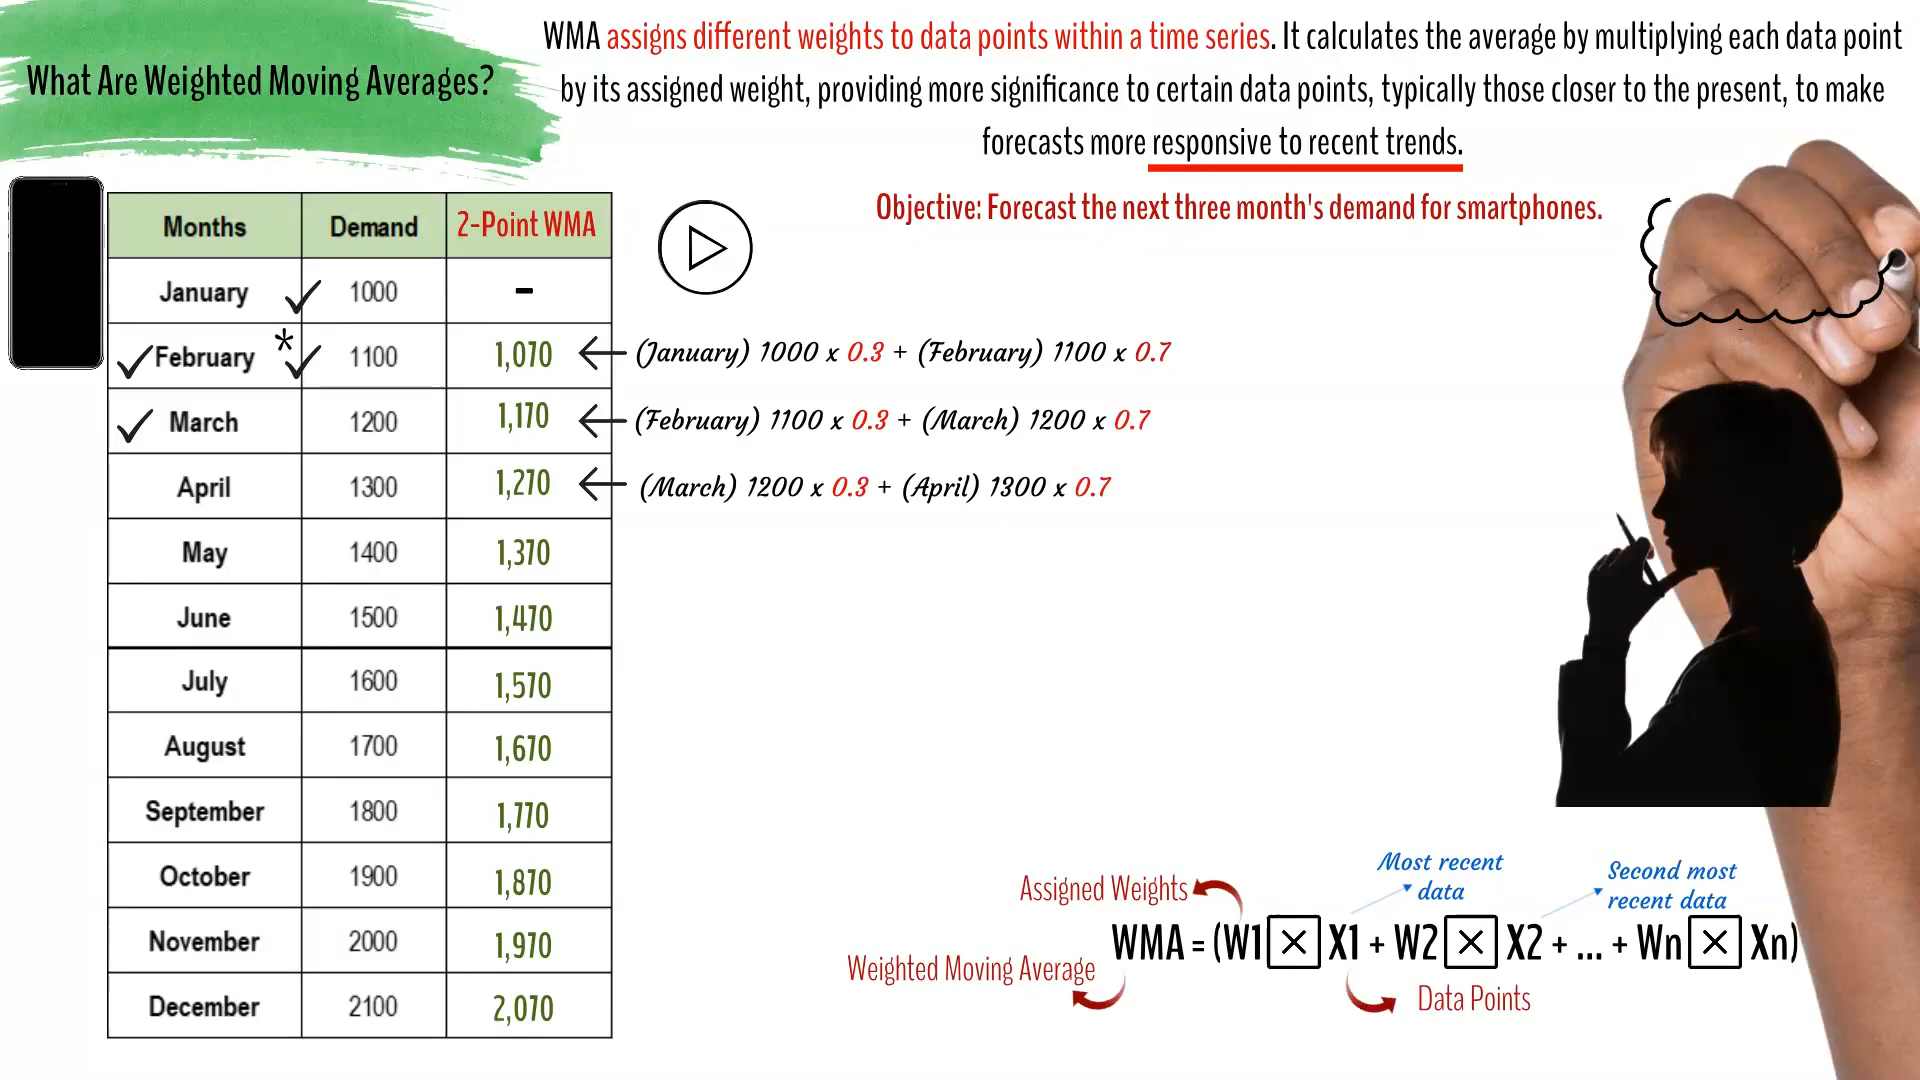 What Are Weighted Moving Averages?
WMA assigns different weights to data points within a time series. It calculates the average by multiplying each data point
by its assigned weight, providing more significance to certain data points, typically those closer to the present, to make
forecasts more responsive to recent trends.
Objective: Forecast the next three month's demand for smartphones.
Months Demand 2-Point WMA
January 1000 -
February * 1100 1,070 (January) 1000 x 0.3 + (February) 1100 x 0.7
March 1200 1,170 (February) 1100 x 0.3 + (March) 1200 x 0.7
April 1300 1,270 (March) 1200 x 0.3 + (April) 1300 x 0.7
May 1400 1,370
June 1500 1,470
July 1600 1,570
August 1700 1,670
September 1800 1,770
October 1900 1,870
November 2000 1,970
December 2100 2,070
Most recent
data
Second most
recent data
Assigned Weights
WMA = (W1 × X1 + W2 × X2 + ... + Wn × Xn)
Weighted Moving Average
Data Points